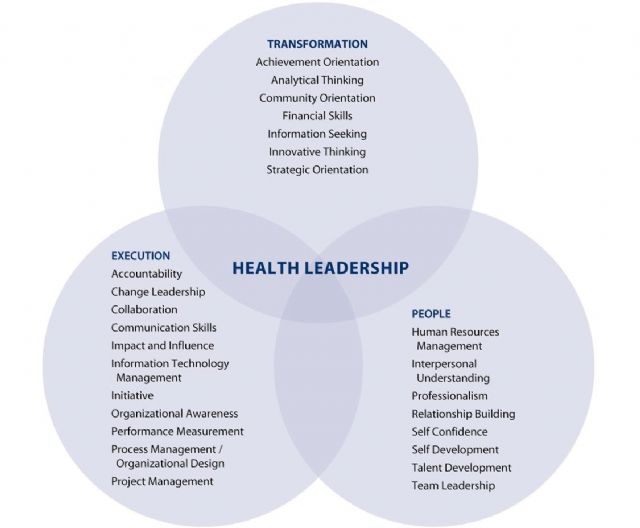 TRANSFORMATION
Achievement Orientation
Analytical Thinking
Community Orientation
Financial Skills
Information Seeking
Innovative Thinking
Strategic Orientation
HEALTH LEADERSHIP
EXECUTION
Accountability
Change Leadership
Collaboration
Communication Skills
Impact and Influence
Information Technology
Management
Initiative
Organizational Awareness
Performance Measurement
Process Management /
Organizational Design
Project Management
PEOPLE
Human Resources
Management
Interpersonal
Understanding
Professionalism
Relationship Building
Self Confidence
Self Development
Talent Development
Team Leadership